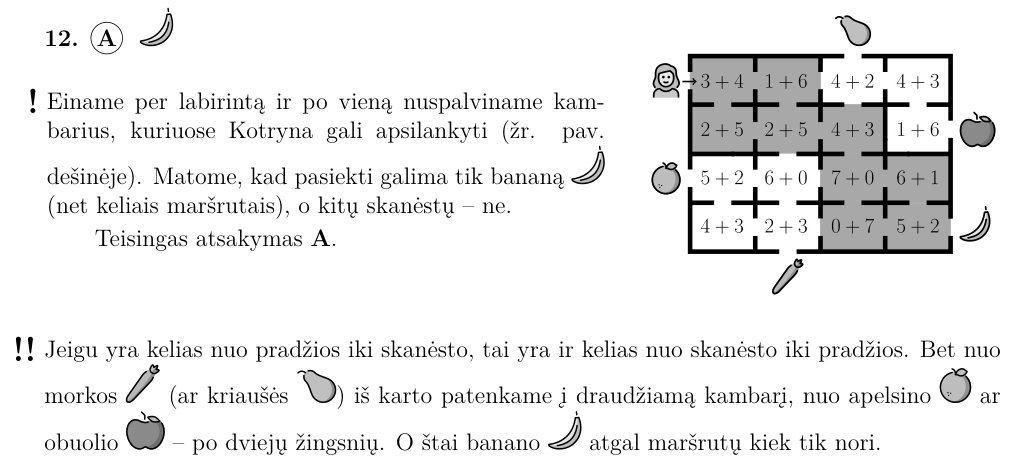 12. A
! Einame per labirintą ir po vieną nuspalviname kam-
barius, kuriuose Kotryna gali apsilankyti (žr. pav.
dešinėje). Matome, kad pasiekti galima tik bananą
(net keliais maršrutais), o kitų skanėstų – ne.
Teisingas atsakymas A.
3 + 4 1 + 6 4 + 2 4 + 3
2 + 5 2 + 5 4 + 3 1 + 6
5 + 2 6 + 0 7 + 0 6 + 1
4 + 3 2 + 3 0 + 7 5 + 2
!! Jeigu yra kelias nuo pradžios iki skanėsto, tai yra ir kelias nuo skanėsto iki pradžios. Bet nuo
morkos (ar kriaušės ) iš karto patenkame į draudžiamą kambarį, nuo apelsino ar
obuolio – po dviejų žingsnių. O štai banano atgal maršrutų kiek tik nori.